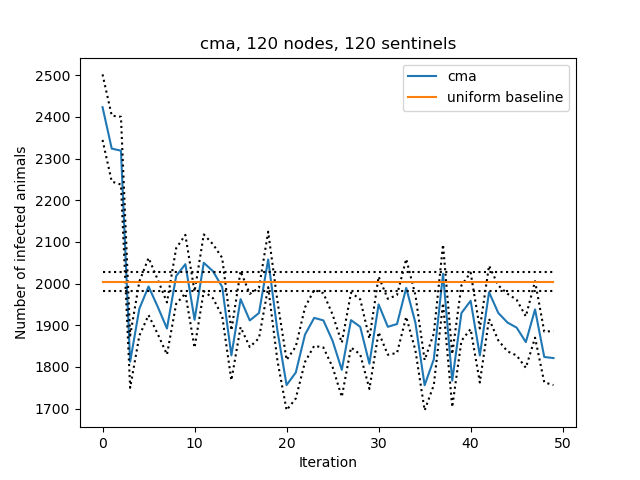 cma, 120 nodes, 120 sentinels
cma
uniform baseline
Number of infected animals
2500
2400
2300
2200
2100
2000
1900
1800
1700
0 10 20 30 40 50
Iteration